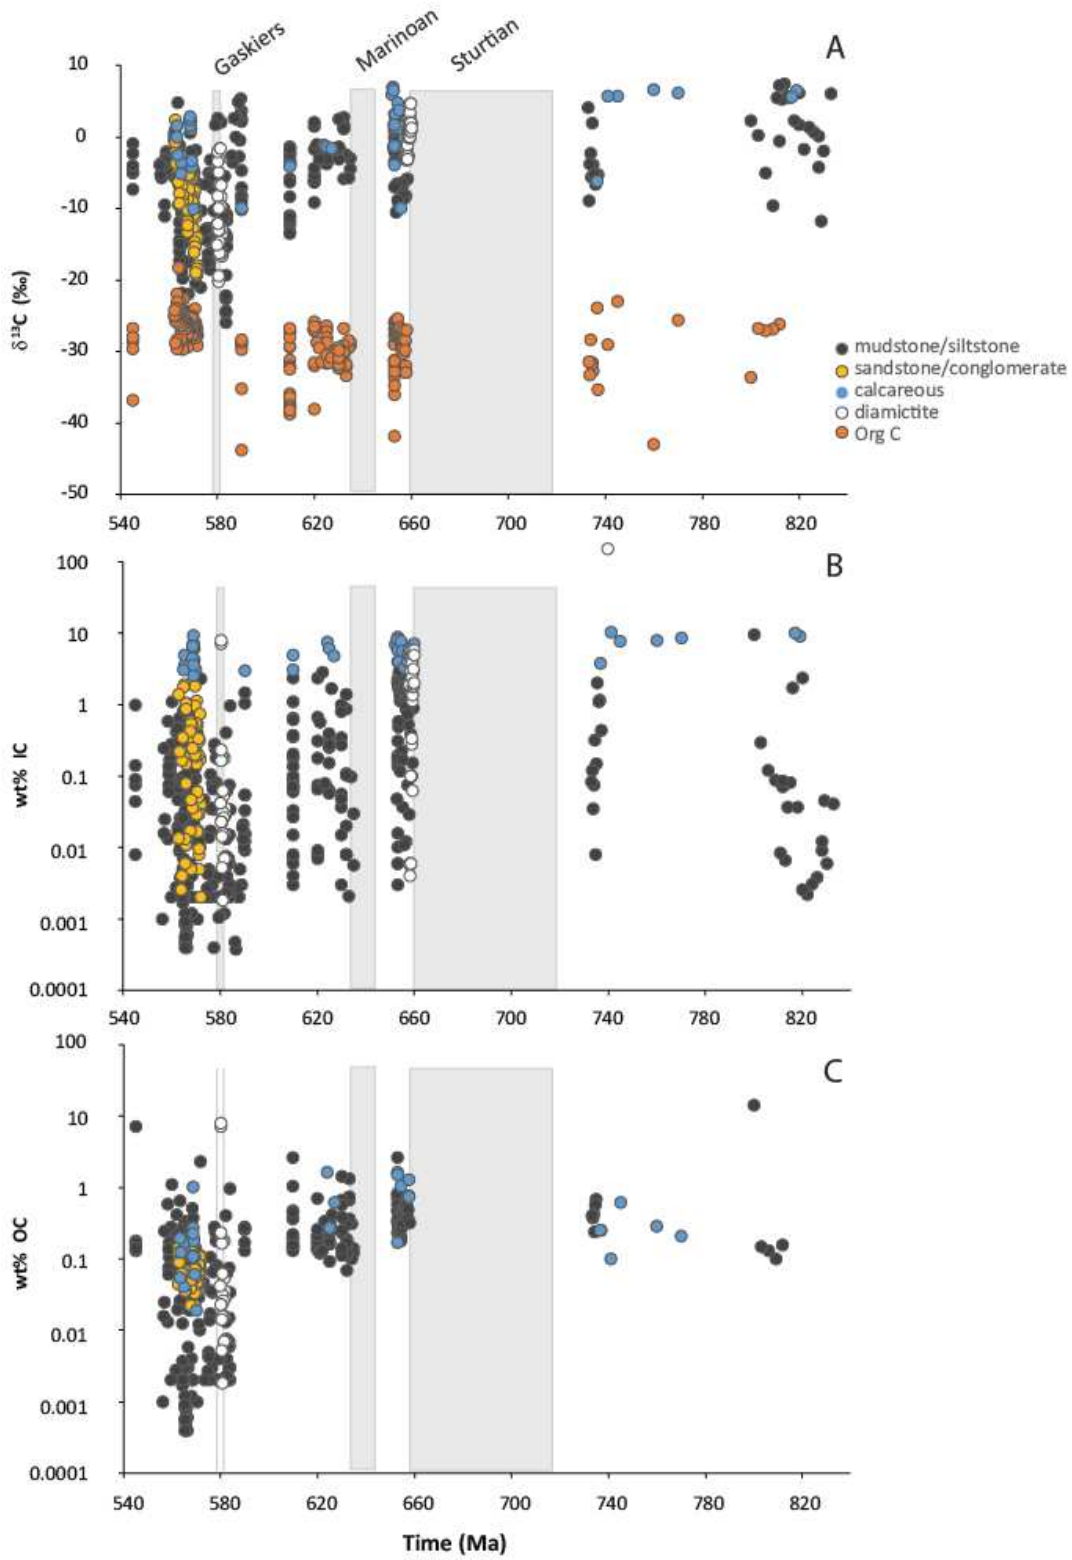 Gaskiers
Marinoan
Sturtian
A
10
0
-10
-20
-30
-40
-50
δ13C (‰)
540 580 620 660 700 740 780 820
mudstone/siltstone
sandstone/conglomerate
calcareous
diamictite
Org C
B
100
10
1
0.1
0.01
0.001
0.0001
wt% IC
540 580 620 660 700 740 780 820
C
100
10
1
0.1
0.01
0.001
0.0001
wt% OC
540 580 620 660 700 740 780 820
Time (Ma)